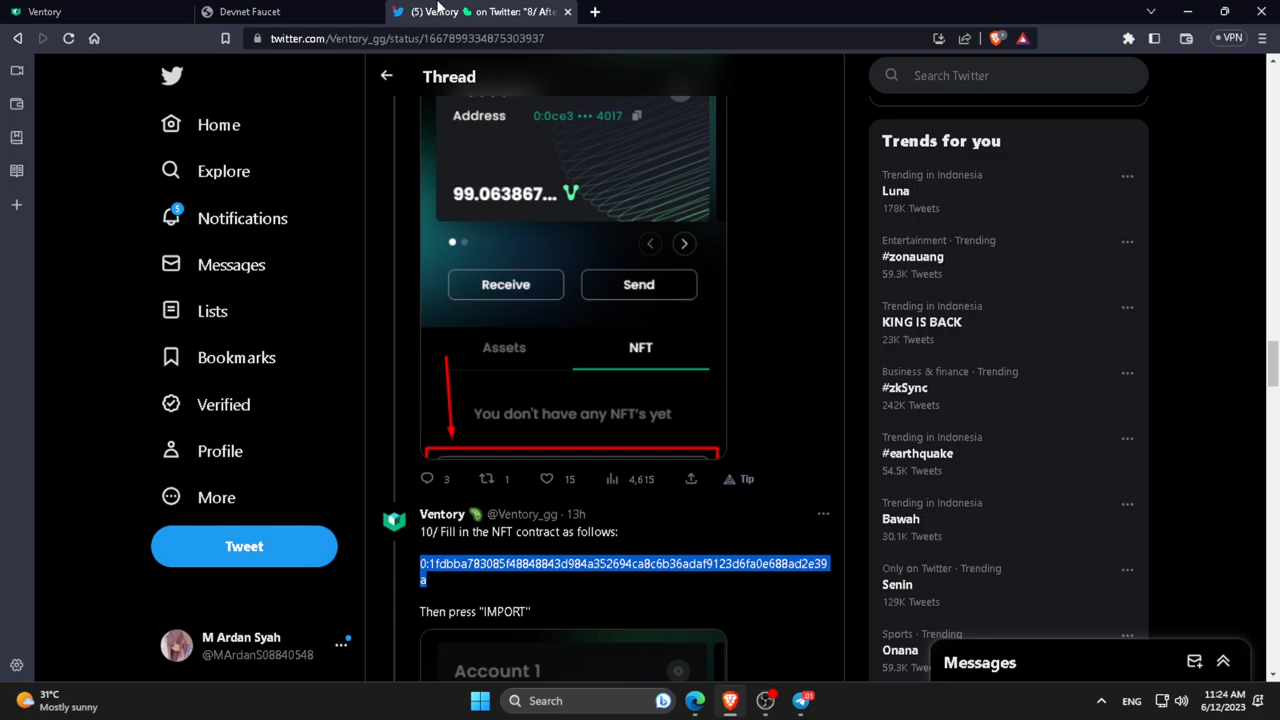 Ventory
Devnet Faucet
(5) Ventory on Twitter: "8/ Afte
twitter.com/Ventory_gg/status/1667899334875303937
VPN
Thread
Search Twitter
Home
Explore
5
Notifications
Messages
Lists
Bookmarks
Verified
Profile
More
Tweet
M Ardan Syah
@MArdanS08840548
Address 0:0ce3 ••• 4017
99.063867...
Receive Send
Assets NFT
You don't have any NFT's yet
3 1 15 4,615 Tip
Ventory @Ventory_gg · 13h
10/ Fill in the NFT contract as follows:
0:1fdbba783085f48848843d984a352694ca8c6b36adaf9123d6fa0e688ad2e39
a
Then press "IMPORT"
Account 1
Trends for you
Trending in Indonesia
Luna
178K Tweets
Entertainment · Trending
#zonauang
59.3K Tweets
Trending in Indonesia
KING IS BACK
23K Tweets
Business & finance · Trending
#zkSync
242K Tweets
Trending in Indonesia
#earthquake
54.5K Tweets
Trending in Indonesia
Bawah
30.1K Tweets
Only on Twitter · Trending
Senin
129K Tweets
Sports · Trending
Onana
59.3K
Messages
31°C
Mostly sunny
Search
ENG
11:24 AM
6/12/2023